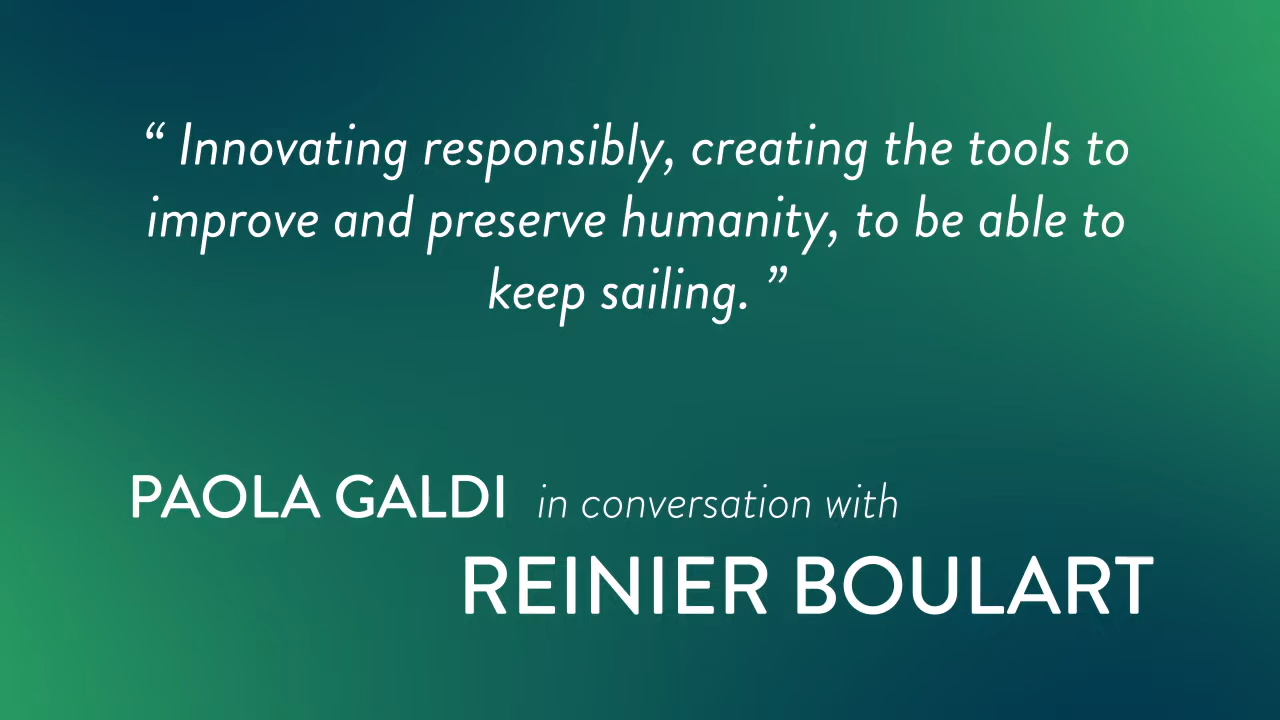 “ Innovating responsibly, creating the tools to
improve and preserve humanity, to be able to
keep sailing. ”
PAOLA GALDI in conversation with
REINIER BOULART